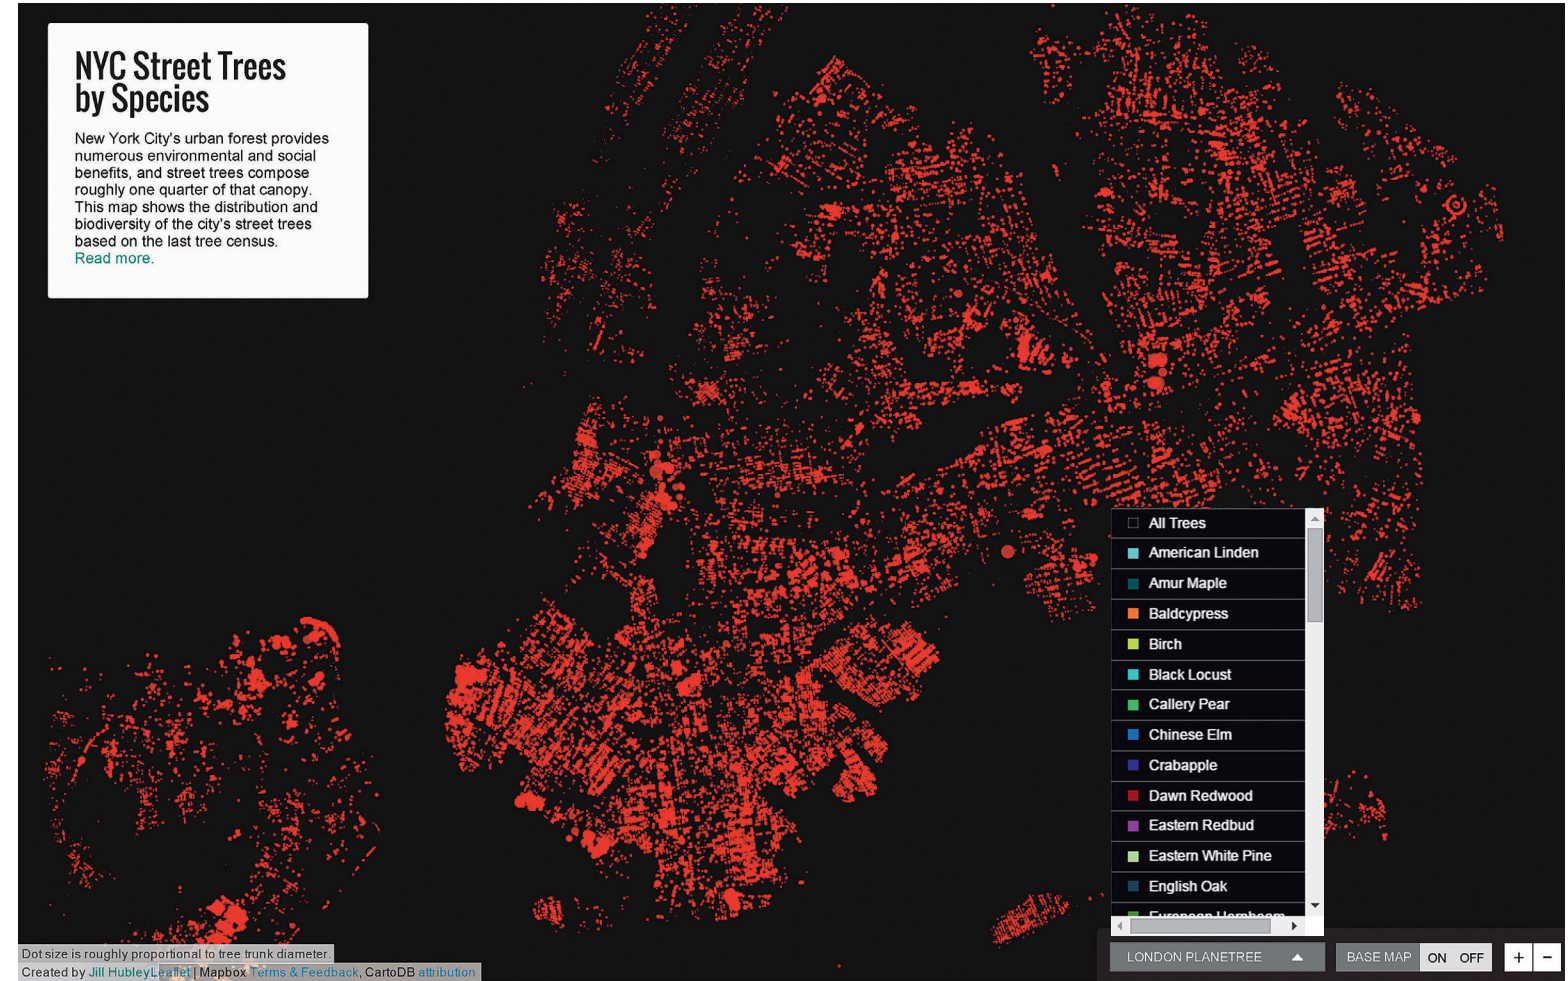 NYC Street Trees
by Species
New York City's urban forest provides
numerous environmental and social
benefits, and street trees compose
roughly one quarter of that canopy.
This map shows the distribution and
biodiversity of the city's street trees
based on the last tree census.
Read more.
All Trees
American Linden
Amur Maple
Baldcypress
Birch
Black Locust
Callery Pear
Chinese Elm
Crabapple
Dawn Redwood
Eastern Redbud
Eastern White Pine
English Oak
European Hornbeam
Dot size is roughly proportional to tree trunk diameter.
Created by Jill Hubley Leaflet | Mapbox Terms & Feedback, CartoDB attribution
LONDON PLANETREE
BASE MAP ON OFF + −